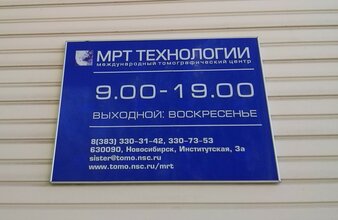 МРТ ТЕХНОЛОГИИ
МЕЖДУНАРОДНЫЙ ТОМОГРАФИЧЕСКИЙ ЦЕНТР
9.00-19.00
ВЫХОДНОЙ: ВОСКРЕСЕНЬЕ
8(383) 330-31-42, 330-73-53
630090, Новосибирск, Институтская, 3а
sister@tomo.nsc.ru
www.tomo.nsc.ru/mrt